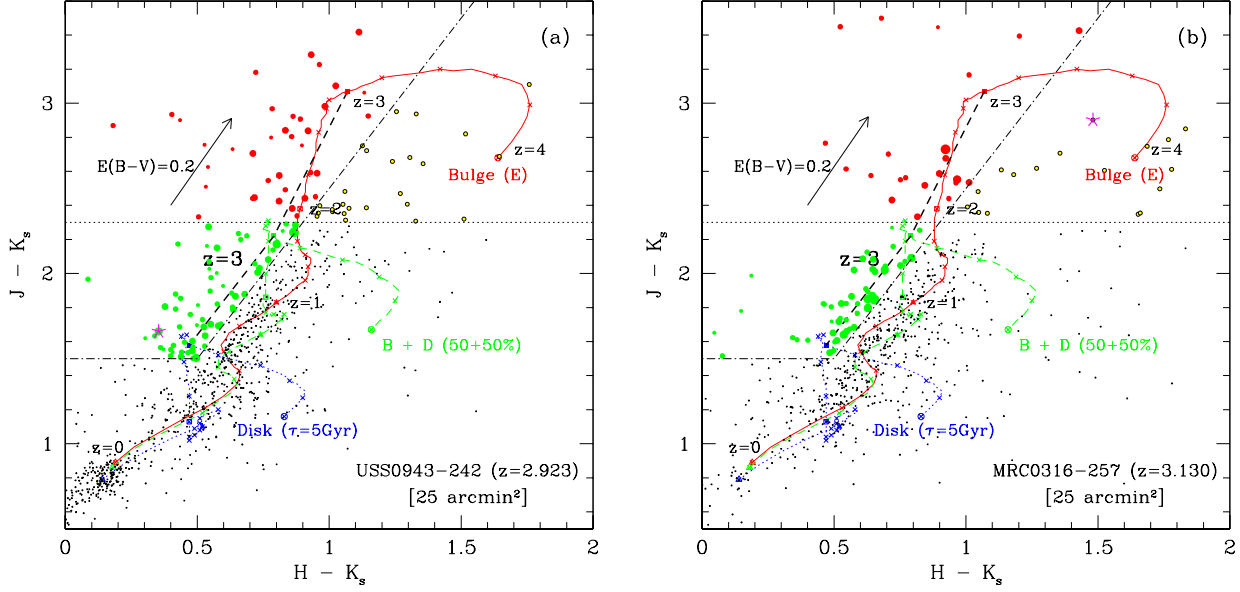 (a)
3
2
1
J − Kₛ
E(B−V)=0.2
z=3
z=4
Bulge (E)
z=2
z=3
z=1
B + D (50+50%)
Disk (τ=5Gyr)
z=0
USS0943−242 (z=2.923)
[25 arcmin²]
0 0.5 1 1.5 2
H − Kₛ
(b)
3
2
1
J − Kₛ
E(B−V)=0.2
z=3
z=4
Bulge (E)
z=2
z=3
z=1
B + D (50+50%)
Disk (τ=5Gyr)
z=0
MRC0316−257 (z=3.130)
[25 arcmin²]
0 0.5 1 1.5 2
H − Kₛ